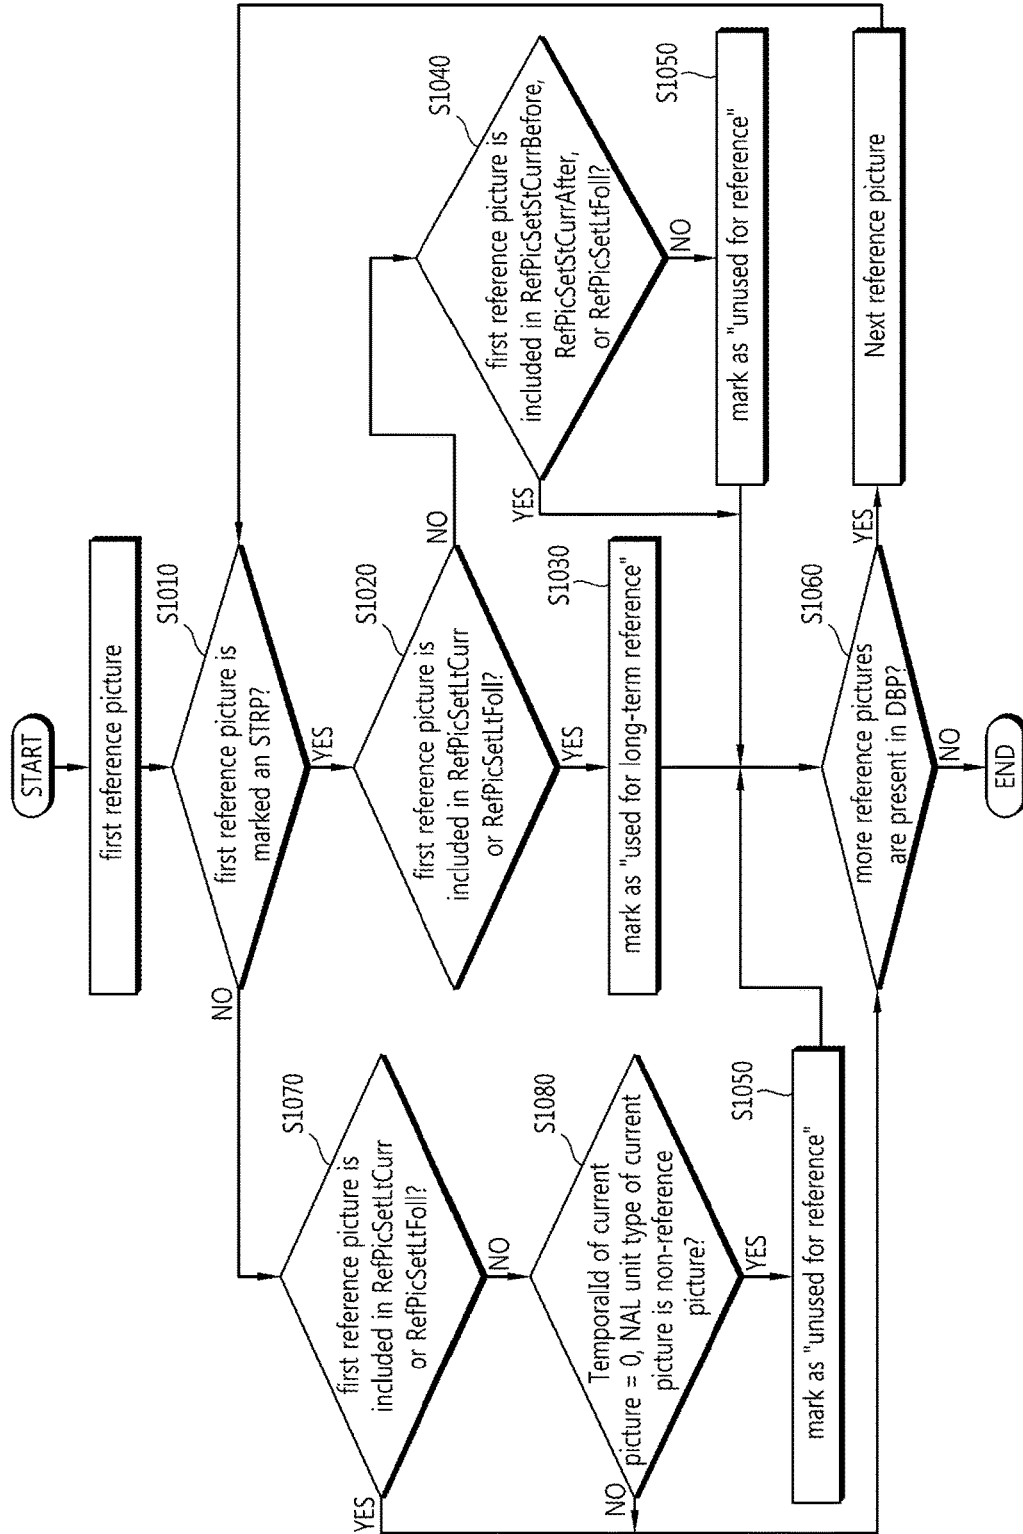 START
first reference picture
S1010
first reference picture is
marked an STRP?
NO
YES
S1020
first reference picture is
included in RefPicSetLtCurr
or RefPicSetLtFoll?
NO
YES
S1030
mark as "used for long-term reference"
S1040
first reference picture is
included in RefPicSetStCurrBefore,
RefPicSetStCurrAfter,
or RefPicSetLtFoll?
YES
NO
S1050
mark as "unused for reference"
S1070
first reference picture is
included in RefPicSetLtCurr
or RefPicSetLtFoll?
YES
NO
S1080
TemporalId of current
picture = 0, NAL unit type of current
picture is non-reference
picture?
NO
YES
S1050
mark as "unused for reference"
S1060
more reference pictures
are present in DBP?
YES
NO
Next reference picture
END